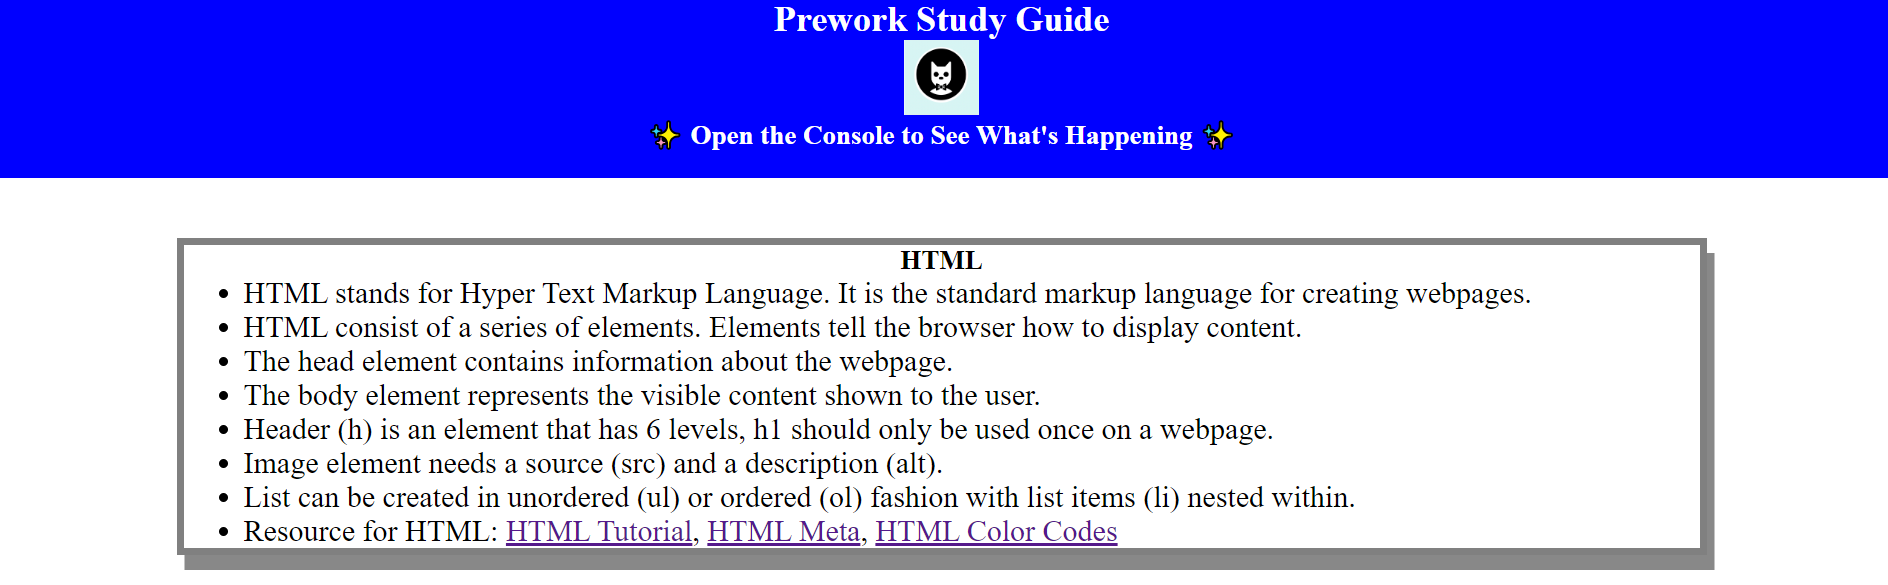 Prework Study Guide
✨ Open the Console to See What's Happening ✨
HTML
• HTML stands for Hyper Text Markup Language. It is the standard markup language for creating webpages.
• HTML consist of a series of elements. Elements tell the browser how to display content.
• The head element contains information about the webpage.
• The body element represents the visible content shown to the user.
• Header (h) is an element that has 6 levels, h1 should only be used once on a webpage.
• Image element needs a source (src) and a description (alt).
• List can be created in unordered (ul) or ordered (ol) fashion with list items (li) nested within.
• Resource for HTML: HTML Tutorial, HTML Meta, HTML Color Codes